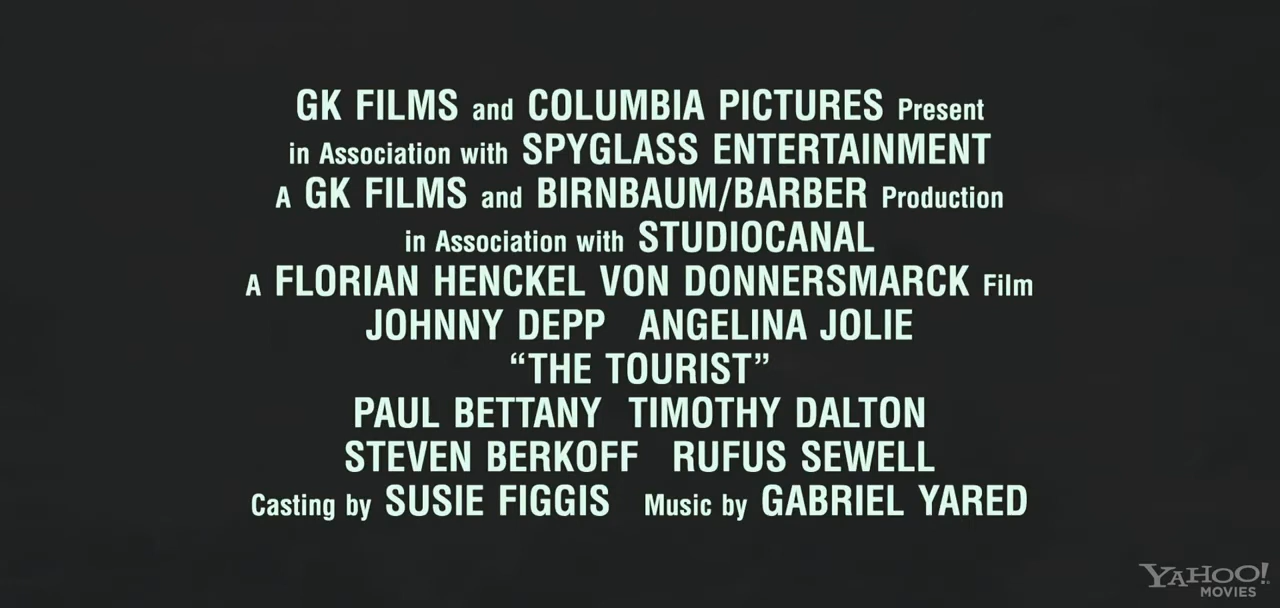 GK FILMS and COLUMBIA PICTURES Present
in Association with SPYGLASS ENTERTAINMENT
A GK FILMS and BIRNBAUM/BARBER Production
in Association with STUDIOCANAL
A FLORIAN HENCKEL VON DONNERSMARCK Film
JOHNNY DEPP ANGELINA JOLIE
“THE TOURIST”
PAUL BETTANY TIMOTHY DALTON
STEVEN BERKOFF RUFUS SEWELL
Casting by SUSIE FIGGIS Music by GABRIEL YARED
YAHOO!
MOVIES